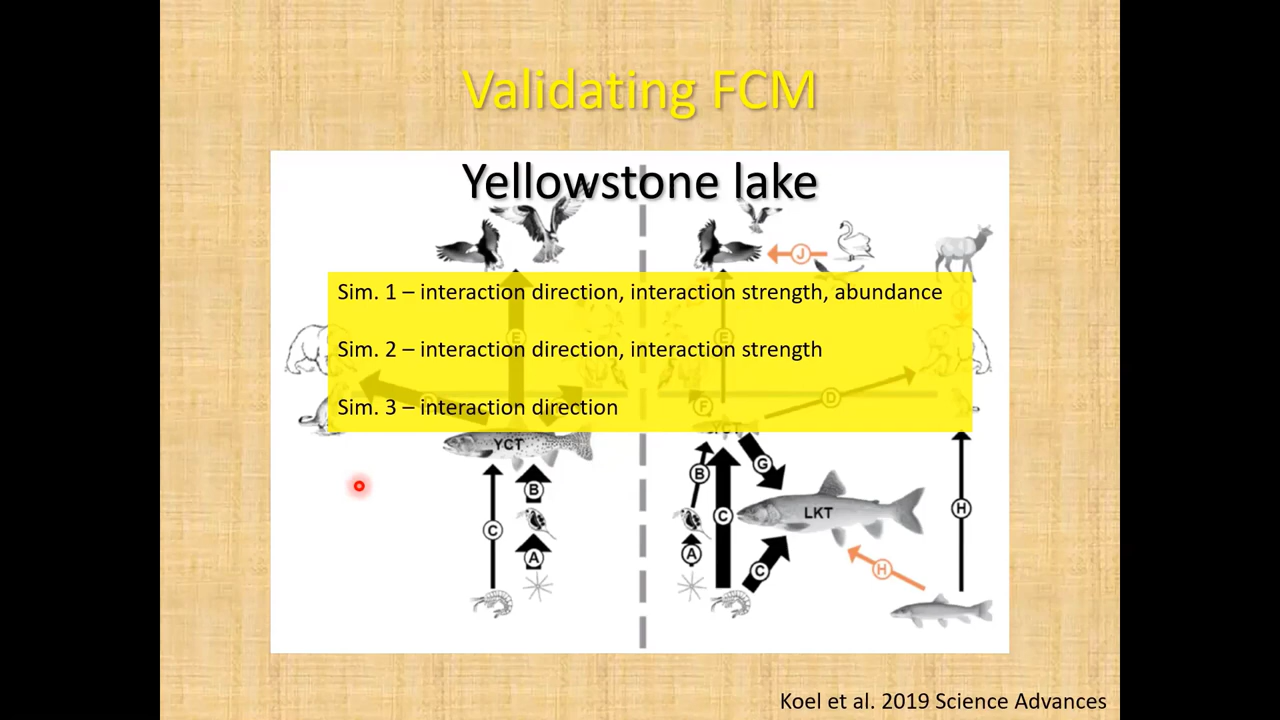 Validating FCM
Yellowstone lake
J
Sim. 1 – interaction direction, interaction strength, abundance
E
E
Sim. 2 – interaction direction, interaction strength
D
F
Sim. 3 – interaction direction
YCT
YCT
B
G
B
C
C
LKT
H
A
A
C
H
Koel et al. 2019 Science Advances